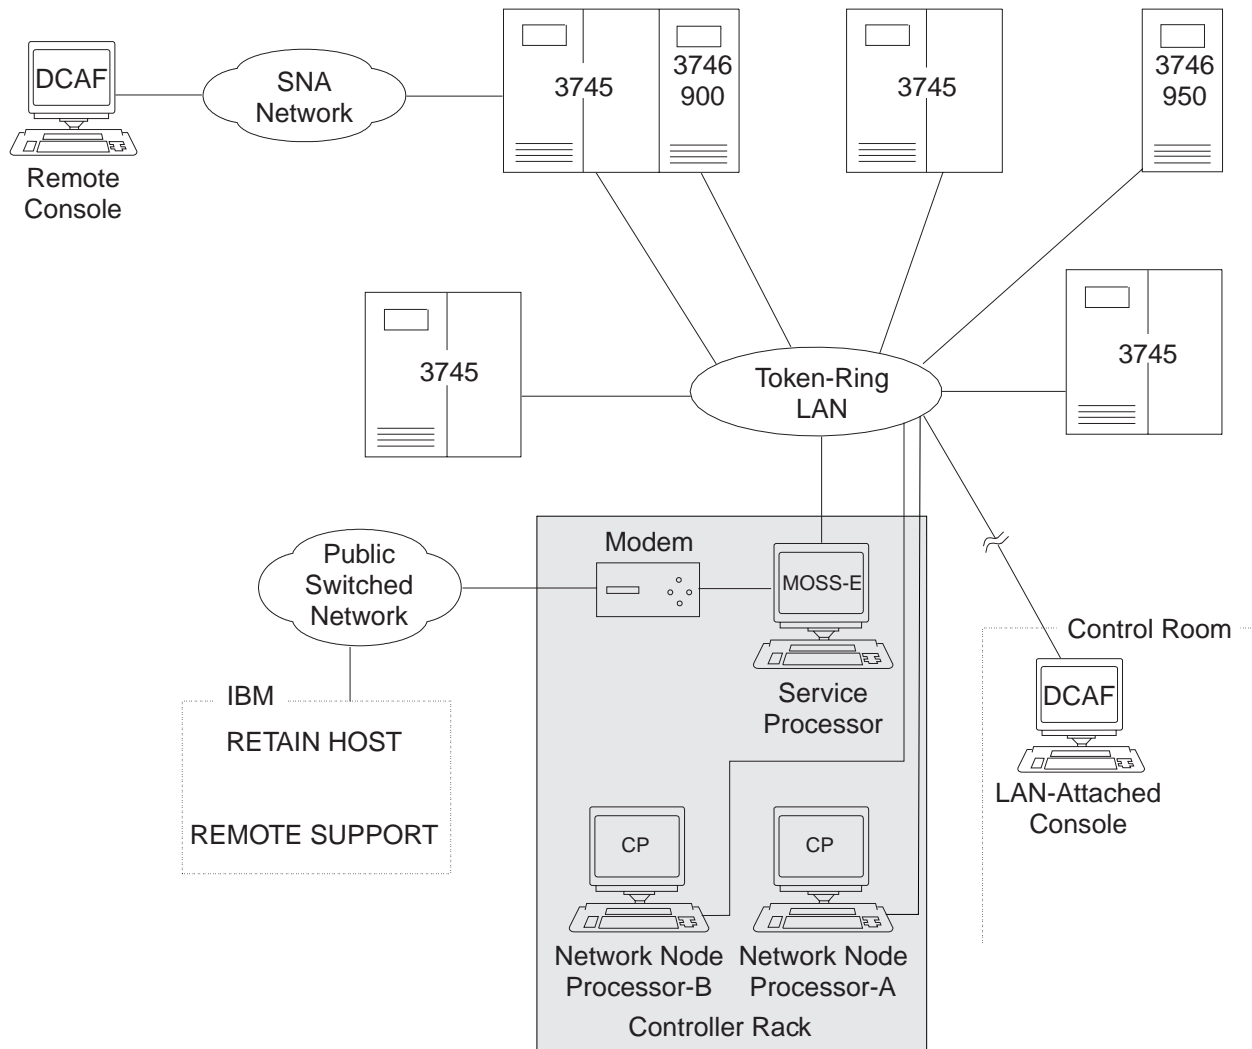 DCAF
Remote
Console
SNA
Network
3745
3746
900
3745
3746
950
3745
Token-Ring
LAN
3745
Public
Switched
Network
Modem
MOSS-E
Service
Processor
Control Room
DCAF
LAN-Attached
Console
IBM
RETAIN HOST
REMOTE SUPPORT
CP
Network Node
Processor-B
CP
Network Node
Processor-A
Controller Rack